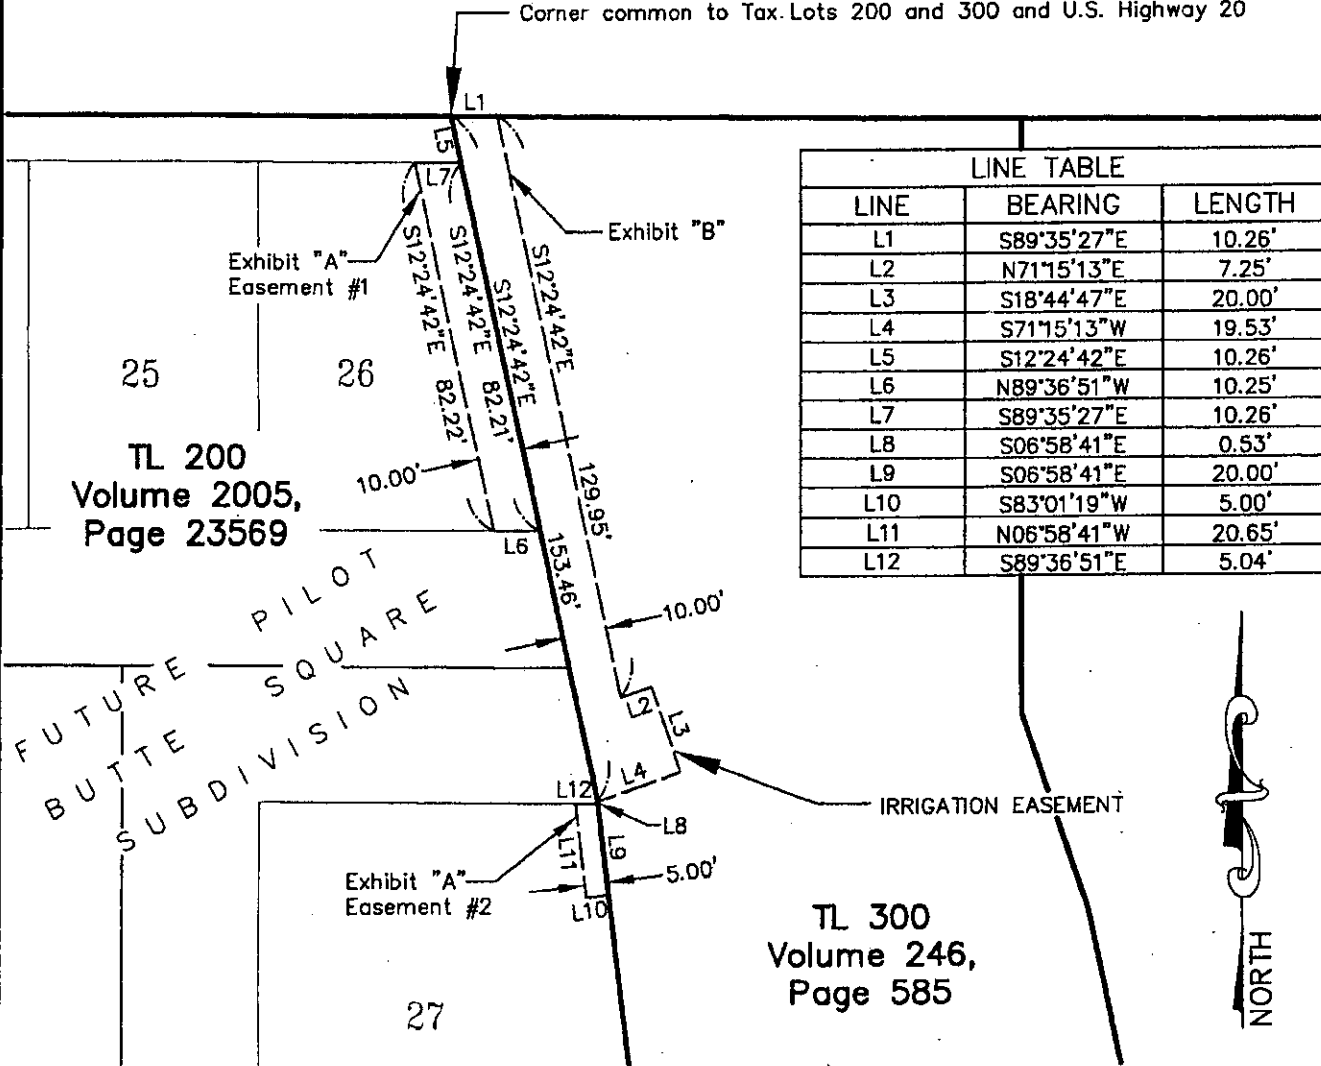 Corner common to Tax Lots 200 and 300 and U.S. Highway 20
L1
L5
L7
Exhibit "A"
Easement #1
Exhibit "B"
S12°24'42"E 82.22'
S12°24'42"E 82.21'
S12°24'42"E 153.46'
S12°24'42"E 129.95'
25
26
TL 200
Volume 2005,
Page 23569
10.00'
L6
10.00'
FUTURE PILOT
BUTTE SQUARE
SUBDIVISION
L2
L3
L4
L12
L8
IRRIGATION EASEMENT
L11
L9
5.00'
Exhibit "A"
Easement #2
L10
27
TL 300
Volume 246,
Page 585
LINE TABLE
LINE BEARING LENGTH
L1 S89°35'27"E 10.26'
L2 N71°15'13"E 7.25'
L3 S18°44'47"E 20.00'
L4 S71°15'13"W 19.53'
L5 S12°24'42"E 10.26'
L6 N89°36'51"W 10.25'
L7 S89°35'27"E 10.26'
L8 S06°58'41"E 0.53'
L9 S06°58'41"E 20.00'
L10 S83°01'19"W 5.00'
L11 N06°58'41"W 20.65'
L12 S89°36'51"E 5.04'
NORTH